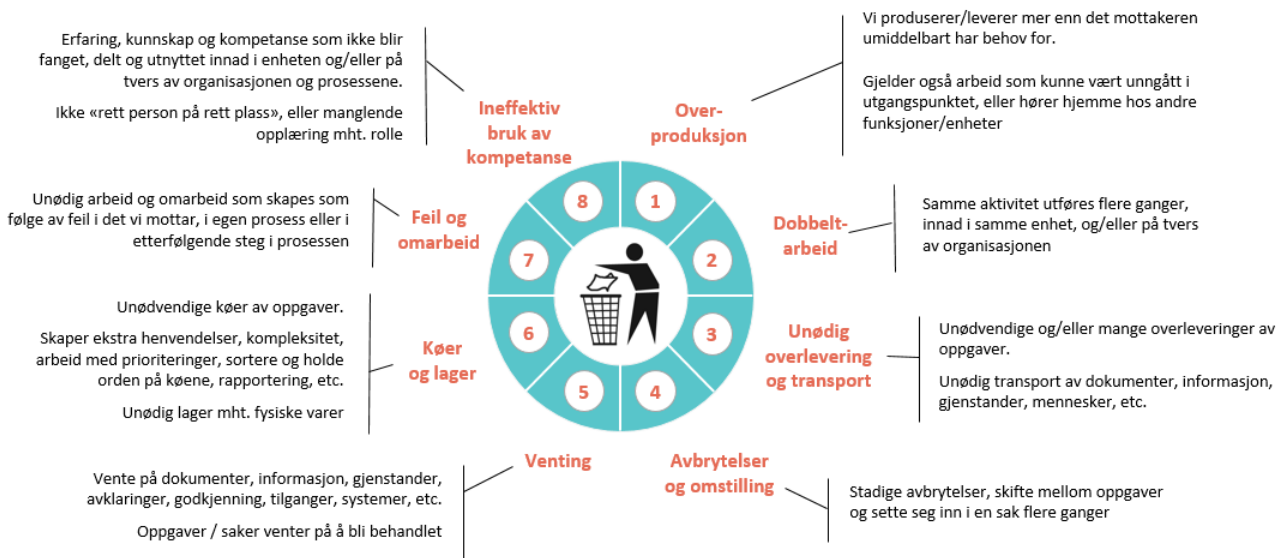 Vi produserer/leverer mer enn det mottakeren
umiddelbart har behov for.
Gjelder også arbeid som kunne vært unngått i
utgangspunktet, eller hører hjemme hos andre
funksjoner/enheter
Over-
produksjon
1
Samme aktivitet utføres flere ganger,
innad i samme enhet, og/eller på tvers
av organisasjonen
Dobbelt-
arbeid
2
Unødvendige og/eller mange overleveringer av
oppgaver.
Unødig transport av dokumenter, informasjon,
gjenstander, mennesker, etc.
Unødig
overlevering
og transport
3
Stadige avbrytelser, skifte mellom oppgaver
og sette seg inn i en sak flere ganger
Avbrytelser
og omstilling
4
Venting
5
Vente på dokumenter, informasjon, gjenstander,
avklaringer, godkjenning, tilganger, systemer, etc.
Oppgaver / saker venter på å bli behandlet
Køer
og lager
6
Unødvendige køer av oppgaver.
Skaper ekstra henvendelser, kompleksitet,
arbeid med prioriteringer, sortere og holde
orden på køene, rapportering, etc.
Unødig lager mht. fysiske varer
Feil og
omarbeid
7
Unødig arbeid og omarbeid som skapes som
følge av feil i det vi mottar, i egen prosess eller i
etterfølgende steg i prosessen
Ineffektiv
bruk av
kompetanse
8
Erfaring, kunnskap og kompetanse som ikke blir
fanget, delt og utnyttet innad i enheten og/eller på
tvers av organisasjonen og prosessene.
Ikke «rett person på rett plass», eller manglende
opplæring mht. rolle